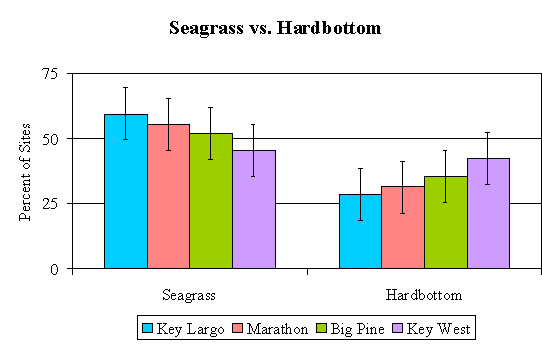 Seagrass vs. Hardbottom
75
50
25
0
Percent of Sites
Seagrass Hardbottom
Key Largo Marathon Big Pine Key West